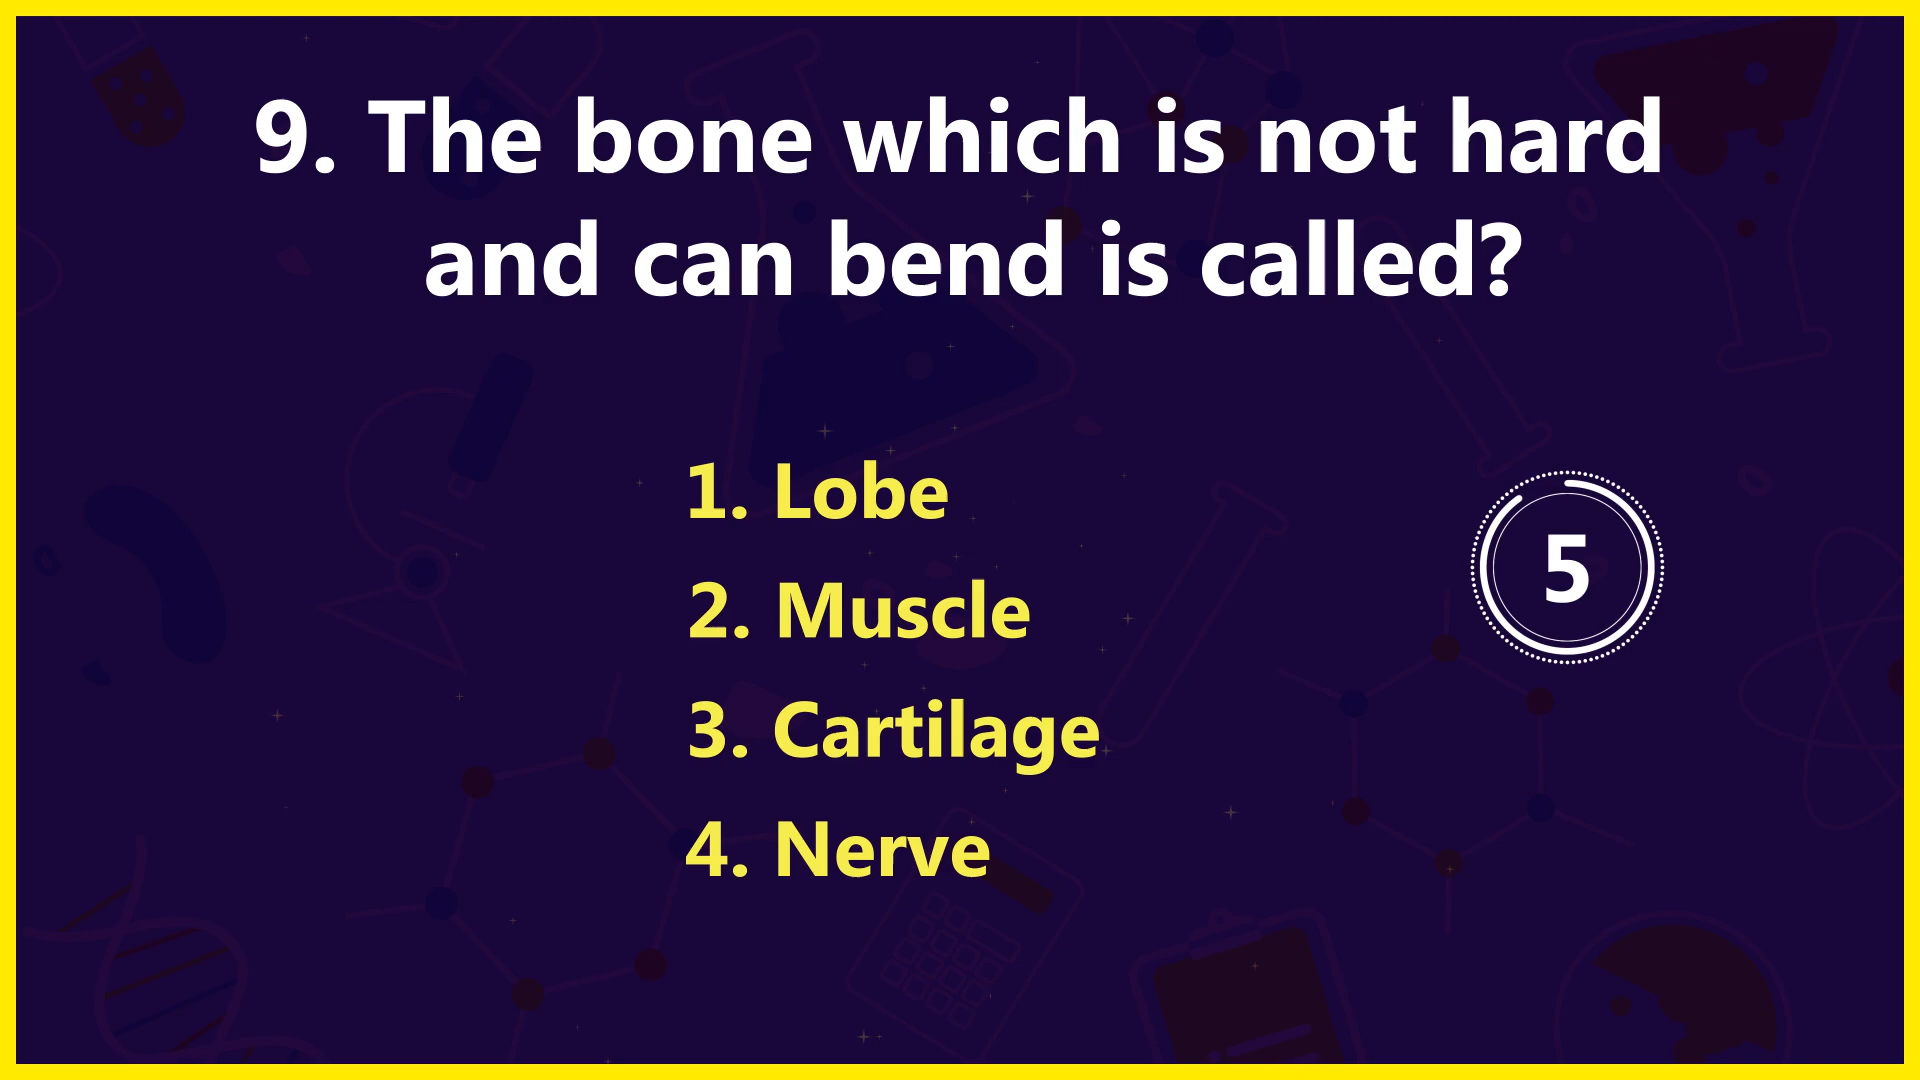 9. The bone which is not hard
and can bend is called?
1. Lobe
2. Muscle
5
3. Cartilage
4. Nerve